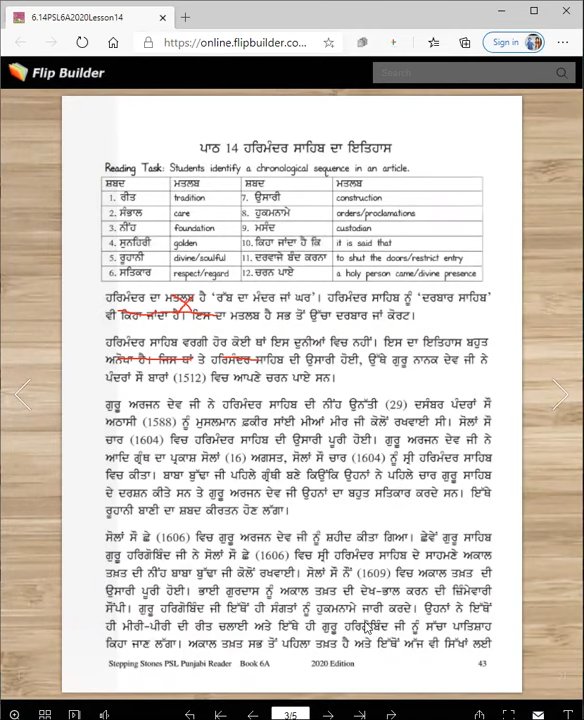 6.14PSL6A2020Lesson14
https://online.flipbuilder.co...
Sign in
Flip Builder
Search
ਪਾਠ 14 ਹਰਿਮੰਦਰ ਸਾਹਿਬ ਦਾ ਇਤਿਹਾਸ
Reading Task: Students identify a chronological sequence in an article.
ਸ਼ਬਦ ਮਤਲਬ ਸ਼ਬਦ ਮਤਲਬ
1. ਰੀਤ tradition 7. ਉਸਾਰੀ construction
2. ਸੰਭਾਲ care 8. ਹੁਕਮਨਾਮੇ orders/proclamations
3. ਨੀਂਹ foundation 9. ਮਸੰਦ custodian
4. ਸੁਨਹਿਰੀ golden 10. ਕਿਹਾ ਜਾਂਦਾ ਹੈ ਕਿ it is said that
5. ਰੂਹਾਨੀ divine/soulful 11. ਦਰਵਾਜੇ ਬੰਦ ਕਰਨਾ to shut the doors/restrict entry
6. ਸਤਿਕਾਰ respect/regard 12. ਚਰਨ ਪਾਏ a holy person came/divine presence
ਹਰਿਮੰਦਰ ਦਾ ਮਤਲਬ ਹੈ ‘ਰੱਬ ਦਾ ਮੰਦਰ ਜਾਂ ਘਰ’। ਹਰਿਮੰਦਰ ਸਾਹਿਬ ਨੂੰ ‘ਦਰਬਾਰ ਸਾਹਿਬ’
ਵੀ ਕਿਹਾ ਜਾਂਦਾ ਹੈ। ਇਸ ਦਾ ਮਤਲਬ ਹੈ ਸਭ ਤੋਂ ਉੱਚਾ ਦਰਬਾਰ ਜਾਂ ਕੋਰਟ।
ਹਰਿਮੰਦਰ ਸਾਹਿਬ ਵਰਗੀ ਹੋਰ ਕੋਈ ਥਾਂ ਇਸ ਦੁਨੀਆਂ ਵਿਚ ਨਹੀਂ। ਇਸ ਦਾ ਇਤਿਹਾਸ ਬਹੁਤ
ਅਨੋਖਾ ਹੈ। ਜਿਸ ਥਾਂ ਤੇ ਹਰਿਮੰਦਰ ਸਾਹਿਬ ਦੀ ਉਸਾਰੀ ਹੋਈ, ਉੱਥੇ ਗੁਰੂ ਨਾਨਕ ਦੇਵ ਜੀ ਨੇ
ਪੰਦਰਾਂ ਸੌ ਬਾਰਾਂ (1512) ਵਿਚ ਆਪਣੇ ਚਰਨ ਪਾਏ ਸਨ।
ਗੁਰੂ ਅਰਜਨ ਦੇਵ ਜੀ ਨੇ ਹਰਿਮੰਦਰ ਸਾਹਿਬ ਦੀ ਨੀਂਹ ਉਨੱਤੀ (29) ਦਸੰਬਰ ਪੰਦਰਾਂ ਸੌ
ਅਠਾਸੀ (1588) ਨੂੰ ਮੁਸਲਮਾਨ ਫ਼ਕੀਰ ਸਾਂਈ ਮੀਆਂ ਮੀਰ ਜੀ ਕੋਲੋਂ ਰਖਵਾਈ ਸੀ। ਸੋਲਾਂ ਸੌ
ਚਾਰ (1604) ਵਿਚ ਹਰਿਮੰਦਰ ਸਾਹਿਬ ਦੀ ਉਸਾਰੀ ਪੂਰੀ ਹੋਈ। ਗੁਰੂ ਅਰਜਨ ਦੇਵ ਜੀ ਨੇ
ਆਦਿ ਗ੍ਰੰਥ ਦਾ ਪ੍ਰਕਾਸ਼ ਸੋਲਾਂ (16) ਅਗਸਤ, ਸੋਲਾਂ ਸੌ ਚਾਰ (1604) ਨੂੰ ਸ੍ਰੀ ਹਰਿਮੰਦਰ ਸਾਹਿਬ
ਵਿਚ ਕੀਤਾ। ਬਾਬਾ ਬੁੱਢਾ ਜੀ ਪਹਿਲੇ ਗ੍ਰੰਥੀ ਬਣੇ ਕਿਉਂਕਿ ਉਹਨਾਂ ਨੇ ਪਹਿਲੇ ਚਾਰ ਗੁਰੂ ਸਾਹਿਬ
ਦੇ ਦਰਸ਼ਨ ਕੀਤੇ ਸਨ ਤੇ ਗੁਰੂ ਅਰਜਨ ਦੇਵ ਜੀ ਉਹਨਾਂ ਦਾ ਬਹੁਤ ਸਤਿਕਾਰ ਕਰਦੇ ਸਨ। ਇੱਥੇ
ਰੂਹਾਨੀ ਬਾਣੀ ਦਾ ਸ਼ਬਦ ਕੀਰਤਨ ਹੋਣ ਲੱਗਾ।
ਸੋਲਾਂ ਸੌ ਛੇ (1606) ਵਿਚ ਗੁਰੂ ਅਰਜਨ ਦੇਵ ਜੀ ਨੂੰ ਸ਼ਹੀਦ ਕੀਤਾ ਗਿਆ। ਛੇਵੇਂ ਗੁਰੂ ਸਾਹਿਬ
ਗੁਰੂ ਹਰਿਗੋਬਿੰਦ ਜੀ ਨੇ ਸੋਲਾਂ ਸੌ ਛੇ (1606) ਵਿਚ ਸ੍ਰੀ ਹਰਿਮੰਦਰ ਸਾਹਿਬ ਦੇ ਸਾਹਮਣੇ ਅਕਾਲ
ਤਖ਼ਤ ਦੀ ਨੀਂਹ ਬਾਬਾ ਬੁੱਢਾ ਜੀ ਕੋਲੋਂ ਰਖਵਾਈ। ਸੋਲਾਂ ਸੌ ਨੌਂ (1609) ਵਿਚ ਅਕਾਲ ਤਖ਼ਤ ਦੀ
ਉਸਾਰੀ ਪੂਰੀ ਹੋਈ। ਭਾਈ ਗੁਰਦਾਸ ਨੂੰ ਅਕਾਲ ਤਖ਼ਤ ਦੀ ਦੇਖ-ਭਾਲ ਕਰਨ ਦੀ ਜ਼ਿੰਮੇਵਾਰੀ
ਸੌਂਪੀ। ਗੁਰੂ ਹਰਿਗੋਬਿੰਦ ਜੀ ਇੱਥੋਂ ਹੀ ਸੰਗਤਾਂ ਨੂੰ ਹੁਕਮਨਾਮੇ ਜਾਰੀ ਕਰਦੇ। ਉਹਨਾਂ ਨੇ ਇੱਥੋਂ
ਹੀ ਮੀਰੀ-ਪੀਰੀ ਦੀ ਰੀਤ ਚਲਾਈ ਅਤੇ ਇੱਥੇ ਹੀ ਗੁਰੂ ਹਰਿਗੋਬਿੰਦ ਜੀ ਨੂੰ ਸੱਚਾ ਪਾਤਿਸ਼ਾਹ
ਕਿਹਾ ਜਾਣ ਲੱਗਾ। ਅਕਾਲ ਤਖ਼ਤ ਸਭ ਤੋਂ ਪਹਿਲਾ ਤਖ਼ਤ ਹੈ ਅਤੇ ਇੱਥੋਂ ਅੱਜ ਵੀ ਸਿੱਖਾਂ ਲਈ
Stepping Stones PSL Punjabi Reader Book 6A 2020 Edition 43
3/5